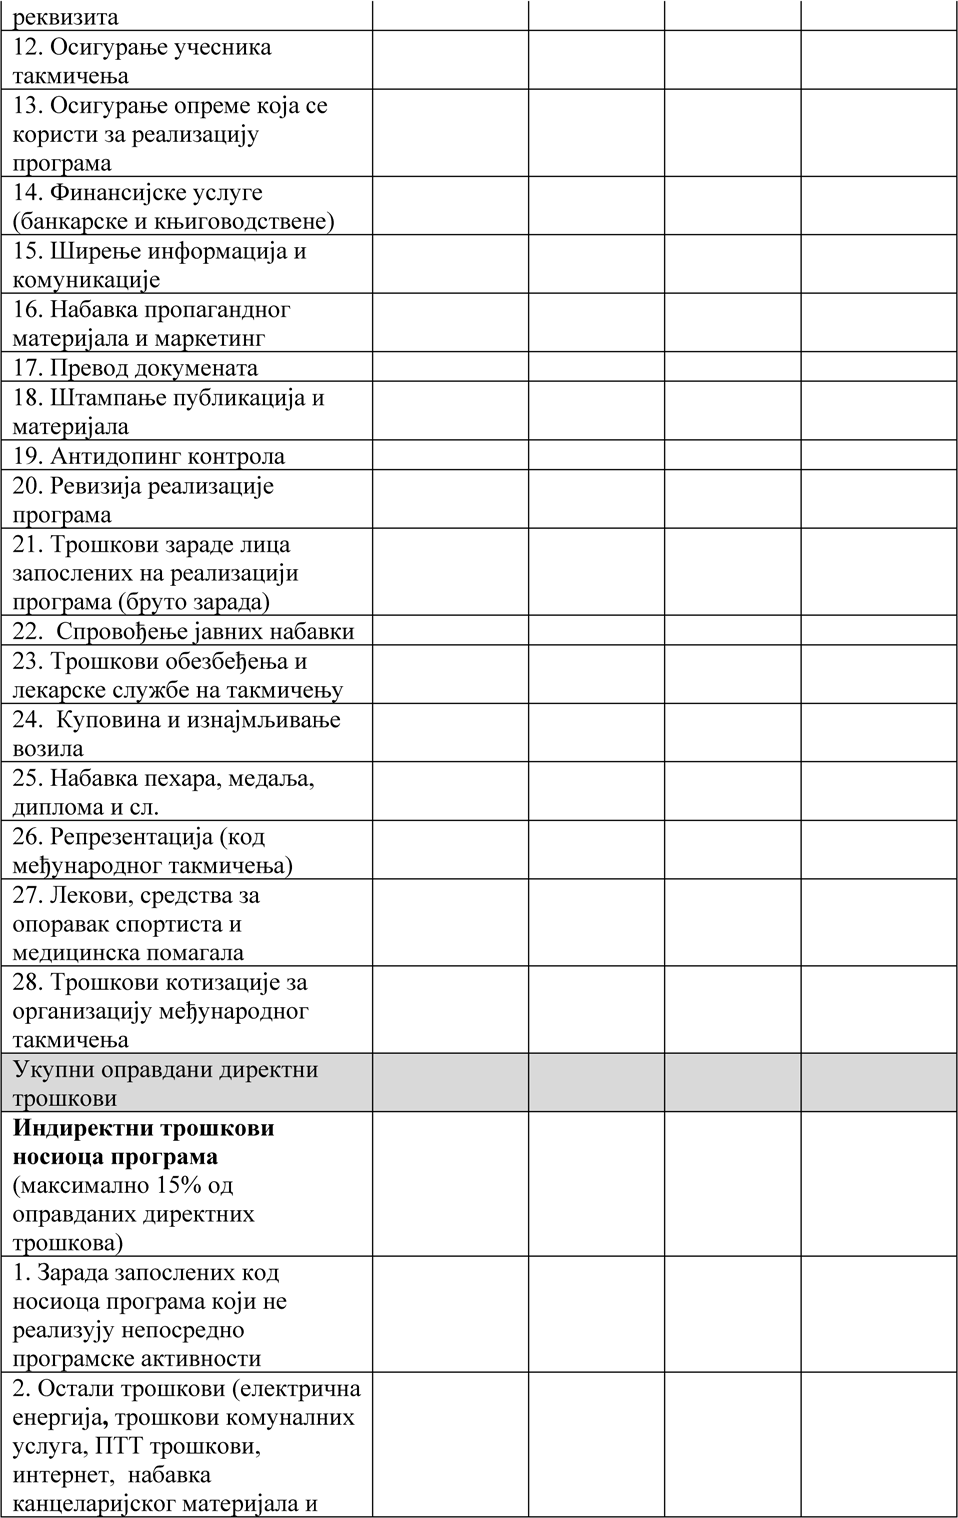 реквизита
12. Осигурање учесника
такмичења
13. Осигурање опреме која се
користи за реализацију
програма
14. Финансијске услуге
(банкарске и књиговодствене)
15. Ширење информација и
комуникације
16. Набавка пропагандног
материјала и маркетинг
17. Превод докумената
18. Штампање публикација и
материјала
19. Антидопинг контрола
20. Ревизија реализације
програма
21. Трошкови зараде лица
запослених на реализацији
програма (бруто зарада)
22.  Спровођење јавних набавки
23. Трошкови обезбеђења и
лекарске службе на такмичењу
24.  Куповина и изнајмљивање
возила
25. Набавка пехара, медаља,
диплома и сл.
26. Репрезентација (код
међународног такмичења)
27. Лекови, средства за
опоравак спортиста и
медицинска помагала
28. Трошкови котизације за
организацију међународног
такмичења
Укупни оправдани директни
трошкови
Индиректни трошкови
носиоца програма
(максимално 15% од
оправданих директних
трошкова)
1. Зарада запослених код
носиоца програма који не
реализују непосредно
програмске активности
2. Остали трошкови (електрична
енергија, трошкови комуналних
услуга, ПТТ трошкови,
интернет,  набавка
канцеларијског материјала и